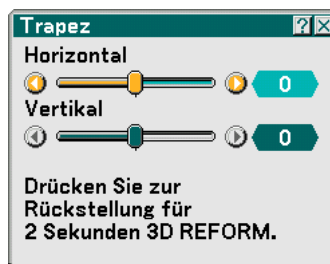 Trapez
Horizontal
0
Vertikal
0
Drücken Sie zur
Rückstellung für
2 Sekunden 3D REFORM.